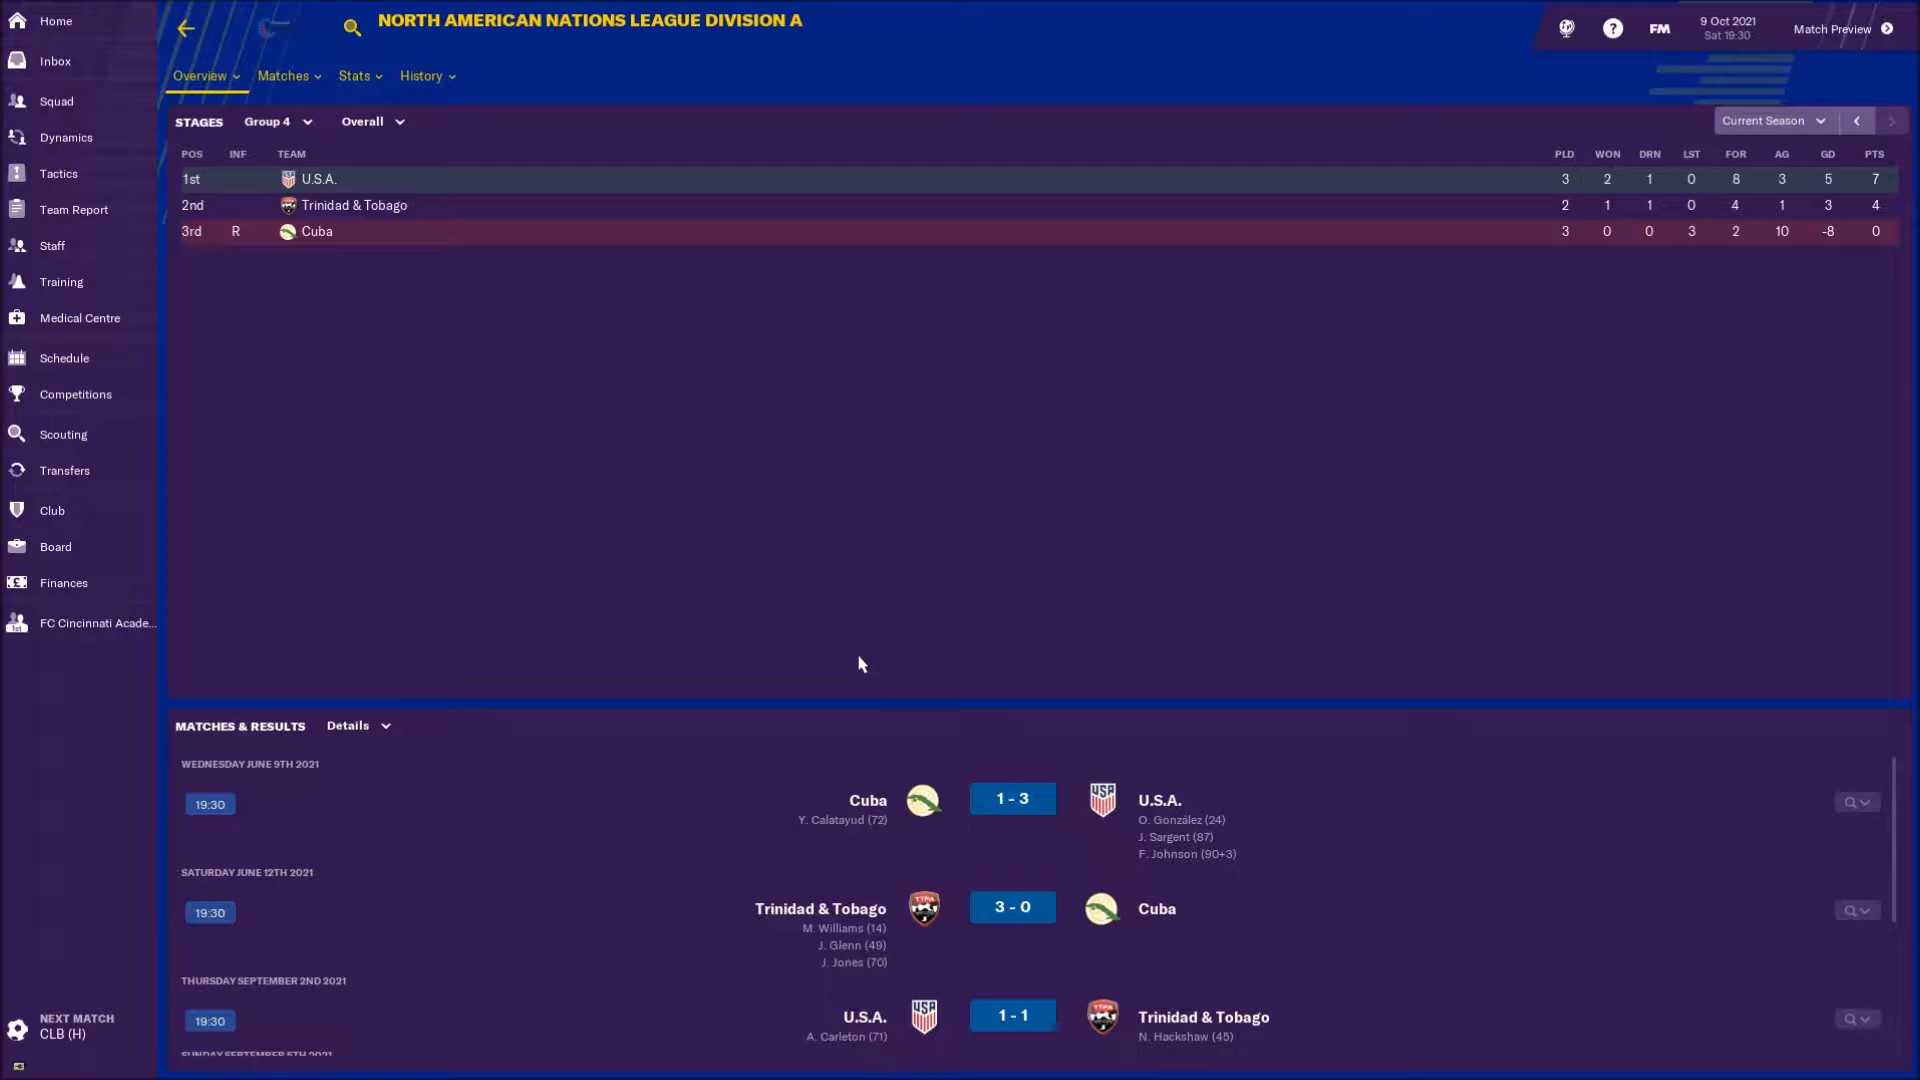 Home
Inbox
Squad
Dynamics
Tactics
Team Report
Staff
Training
Medical Centre
Schedule
Competitions
Scouting
Transfers
Club
Board
Finances
1st FC Cincinnati Acade...
NEXT MATCH
CLB (H)
NORTH AMERICAN NATIONS LEAGUE DIVISION A
? FM 9 Oct 2021 Match Preview
Sat 19:30
Overview Matches Stats History
STAGES Group 4 Overall Current Season
POS INF TEAM PLD WON DRN LST FOR AG GD PTS
1st U.S.A. 3 2 1 0 8 3 5 7
2nd Trinidad & Tobago 2 1 1 0 4 1 3 4
3rd R Cuba 3 0 0 3 2 10 -8 0
MATCHES & RESULTS Details
WEDNESDAY JUNE 9TH 2021
19:30 Cuba 1 - 3 U.S.A.
Y. Calatayud (72) O. González (24)
J. Sargent (87)
F. Johnson (90+3)
SATURDAY JUNE 12TH 2021
19:30 Trinidad & Tobago 3 - 0 Cuba
M. Williams (14)
J. Glenn (49)
J. Jones (70)
THURSDAY SEPTEMBER 2ND 2021
19:30 U.S.A. 1 - 1 Trinidad & Tobago
A. Carleton (71) N. Hackshaw (45)
SUNDAY SEPTEMBER 5TH 2021